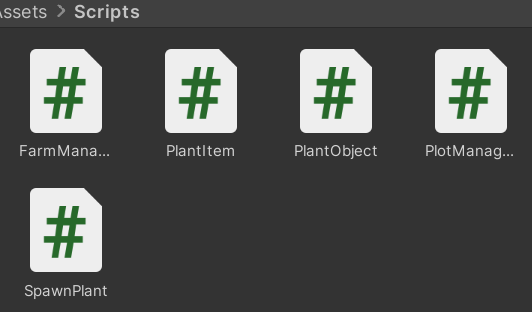 Assets > Scripts
FarmMana... PlantItem PlantObject PlotManag...
SpawnPlant